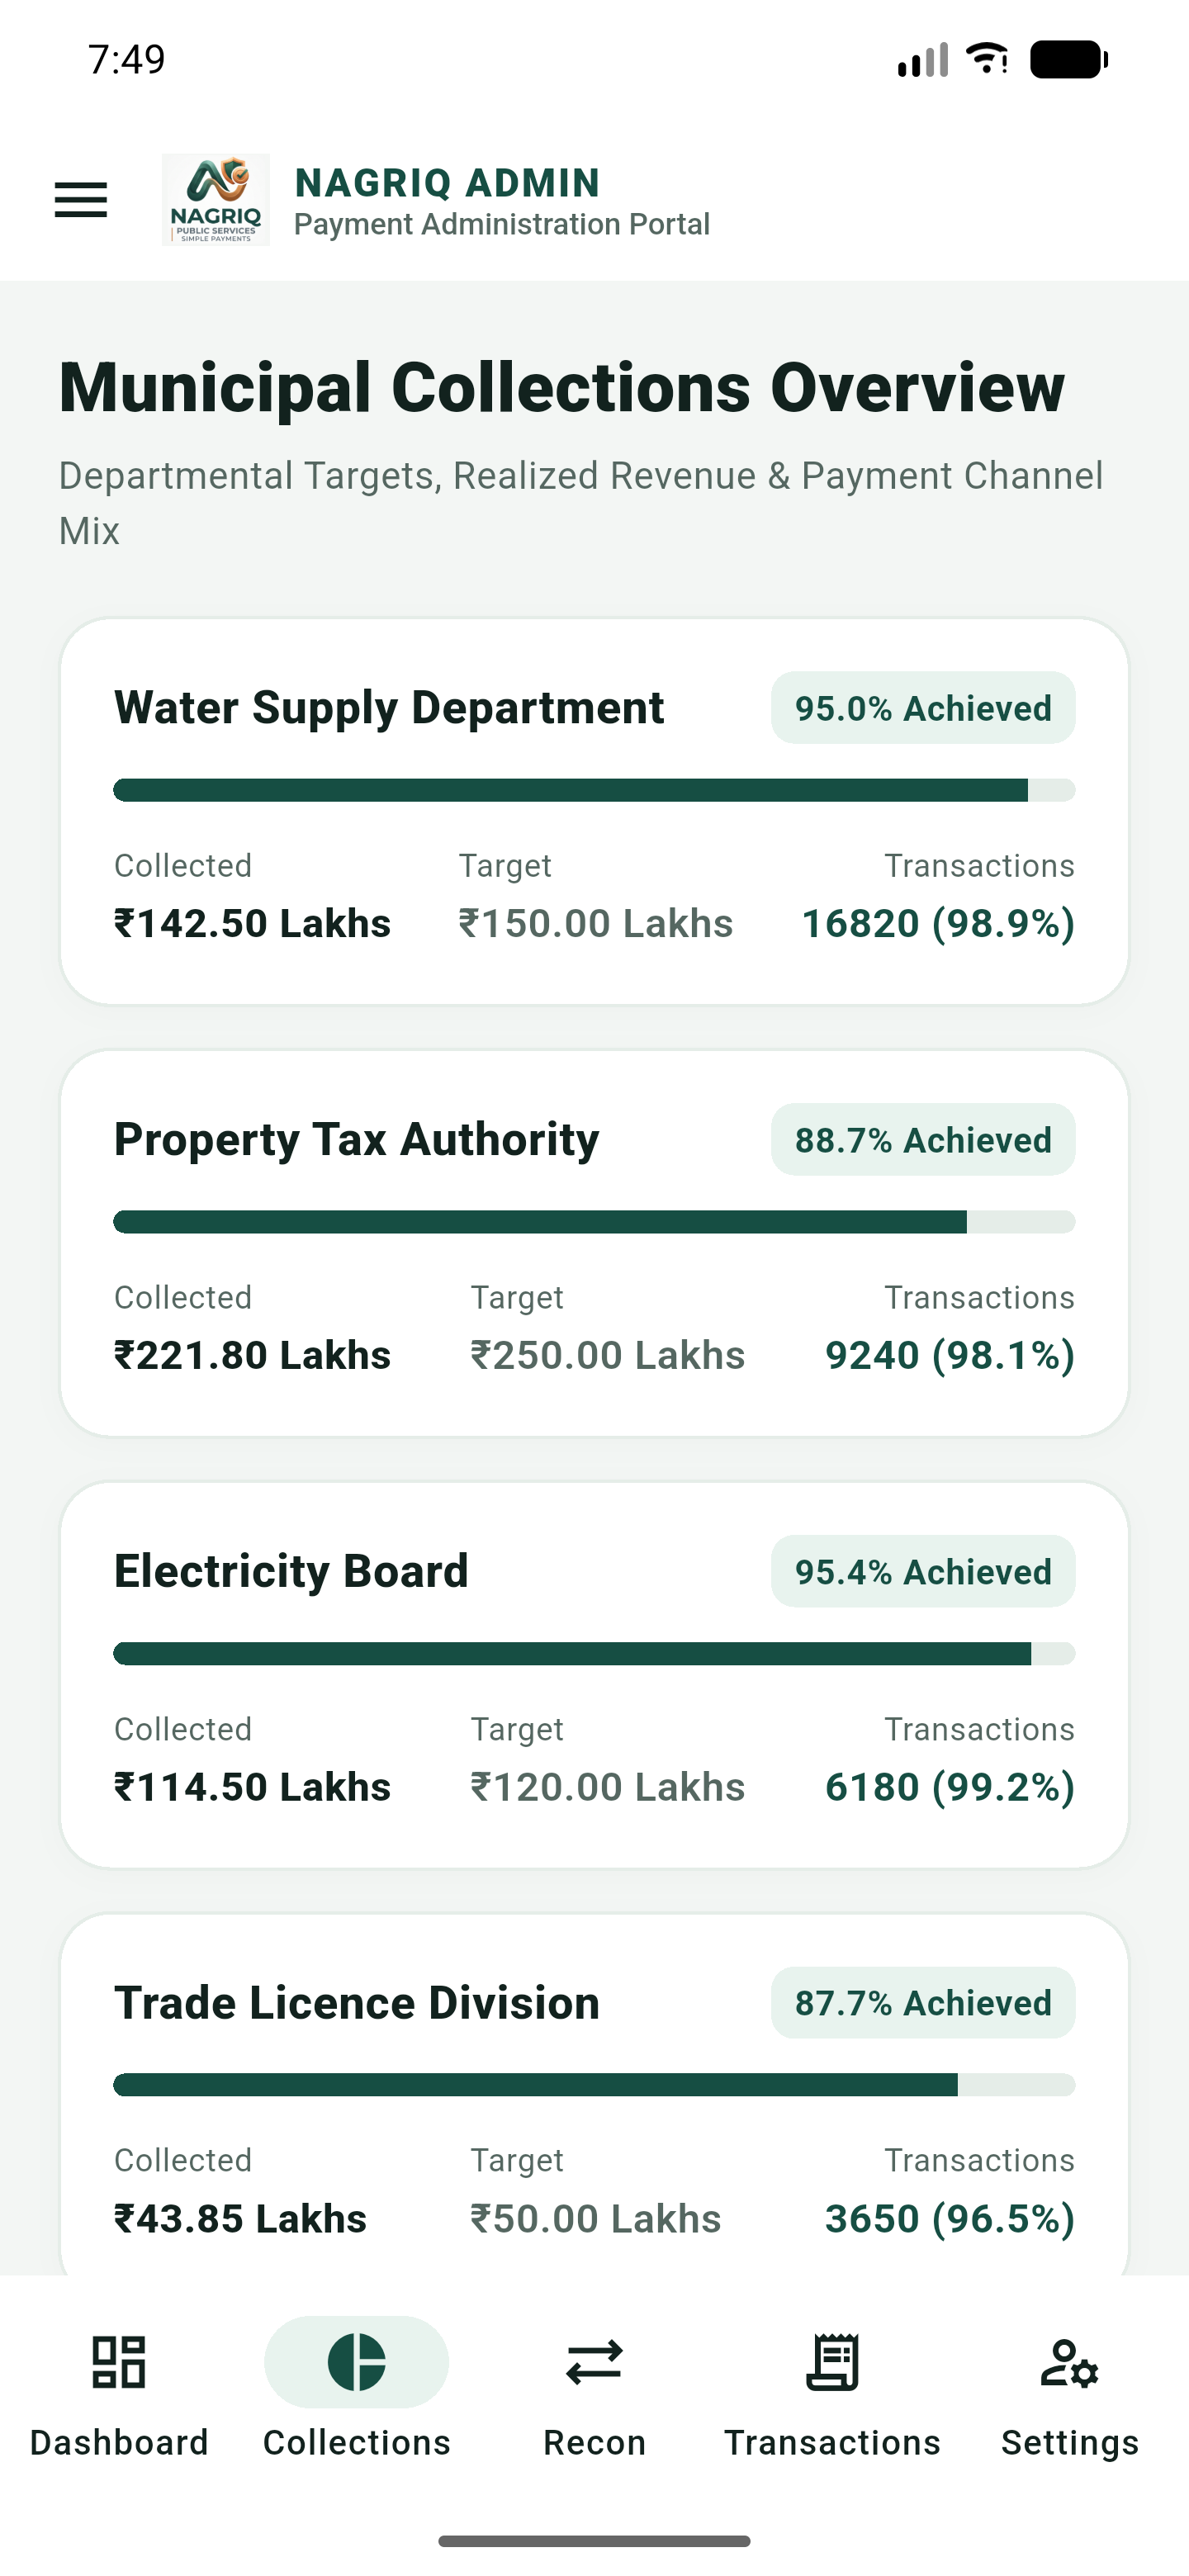 7:49
NAGRIQ
PUBLIC SERVICES
SIMPLE PAYMENTS
NAGRIQ ADMIN
Payment Administration Portal
Municipal Collections Overview
Departmental Targets, Realized Revenue & Payment Channel
Mix
Water Supply Department
95.0% Achieved
Collected
Target
Transactions
₹142.50 Lakhs
₹150.00 Lakhs
16820 (98.9%)
Property Tax Authority
88.7% Achieved
Collected
Target
Transactions
₹221.80 Lakhs
₹250.00 Lakhs
9240 (98.1%)
Electricity Board
95.4% Achieved
Collected
Target
Transactions
₹114.50 Lakhs
₹120.00 Lakhs
6180 (99.2%)
Trade Licence Division
87.7% Achieved
Collected
Target
Transactions
₹43.85 Lakhs
₹50.00 Lakhs
3650 (96.5%)
Dashboard
Collections
Recon
Transactions
Settings